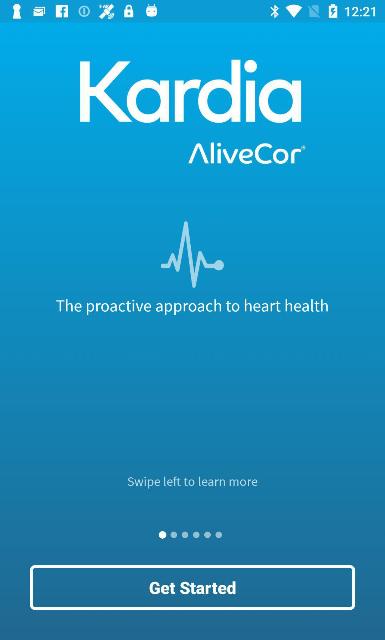 12:21
Kardia
AliveCor®
The proactive approach to heart health
Swipe left to learn more
Get Started